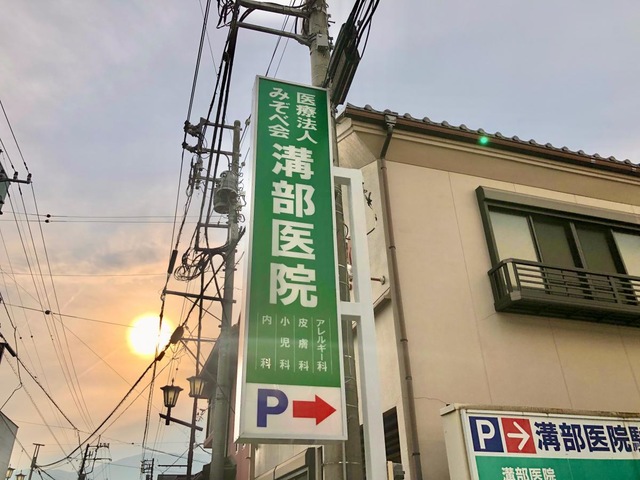 医療法人
みぞべ会
溝部医院
アレルギー科
皮膚科
小児科
内科
P
P
溝部医院駐
溝部医院